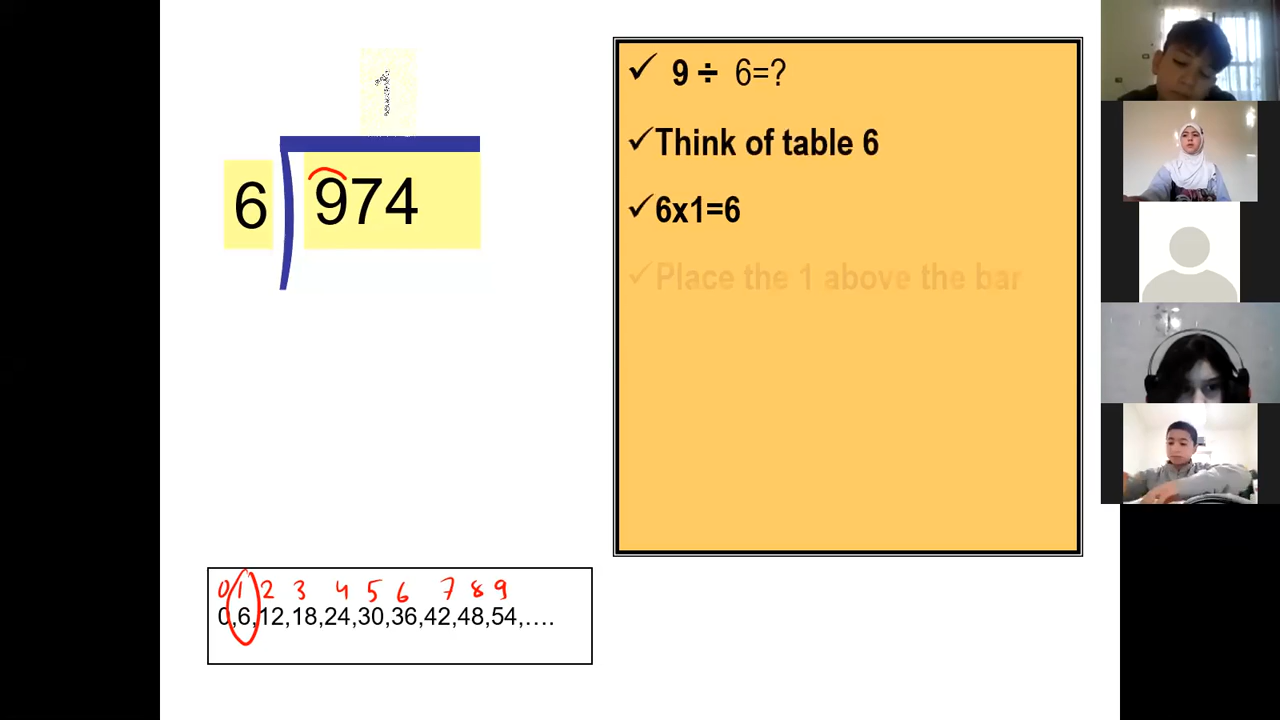 1
6 974
✓ 9 ÷ 6=?
✓Think of table 6
✓6x1=6
✓Place the 1 above the bar
0 1 2 3 4 5 6 7 8 9
0,6,12,18,24,30,36,42,48,54,….